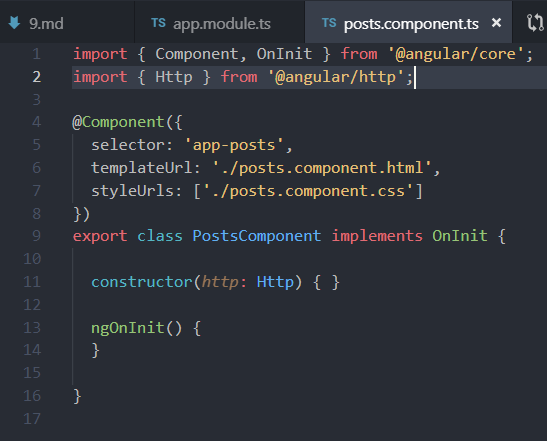 9.md TS app.module.ts TS posts.component.ts ×
1 import { Component, OnInit } from '@angular/core';
2 import { Http } from '@angular/http';
3
4 @Component({
5   selector: 'app-posts',
6   templateUrl: './posts.component.html',
7   styleUrls: ['./posts.component.css']
8 })
9 export class PostsComponent implements OnInit {
10
11   constructor(http: Http) { }
12
13   ngOnInit() {
14   }
15
16 }
17